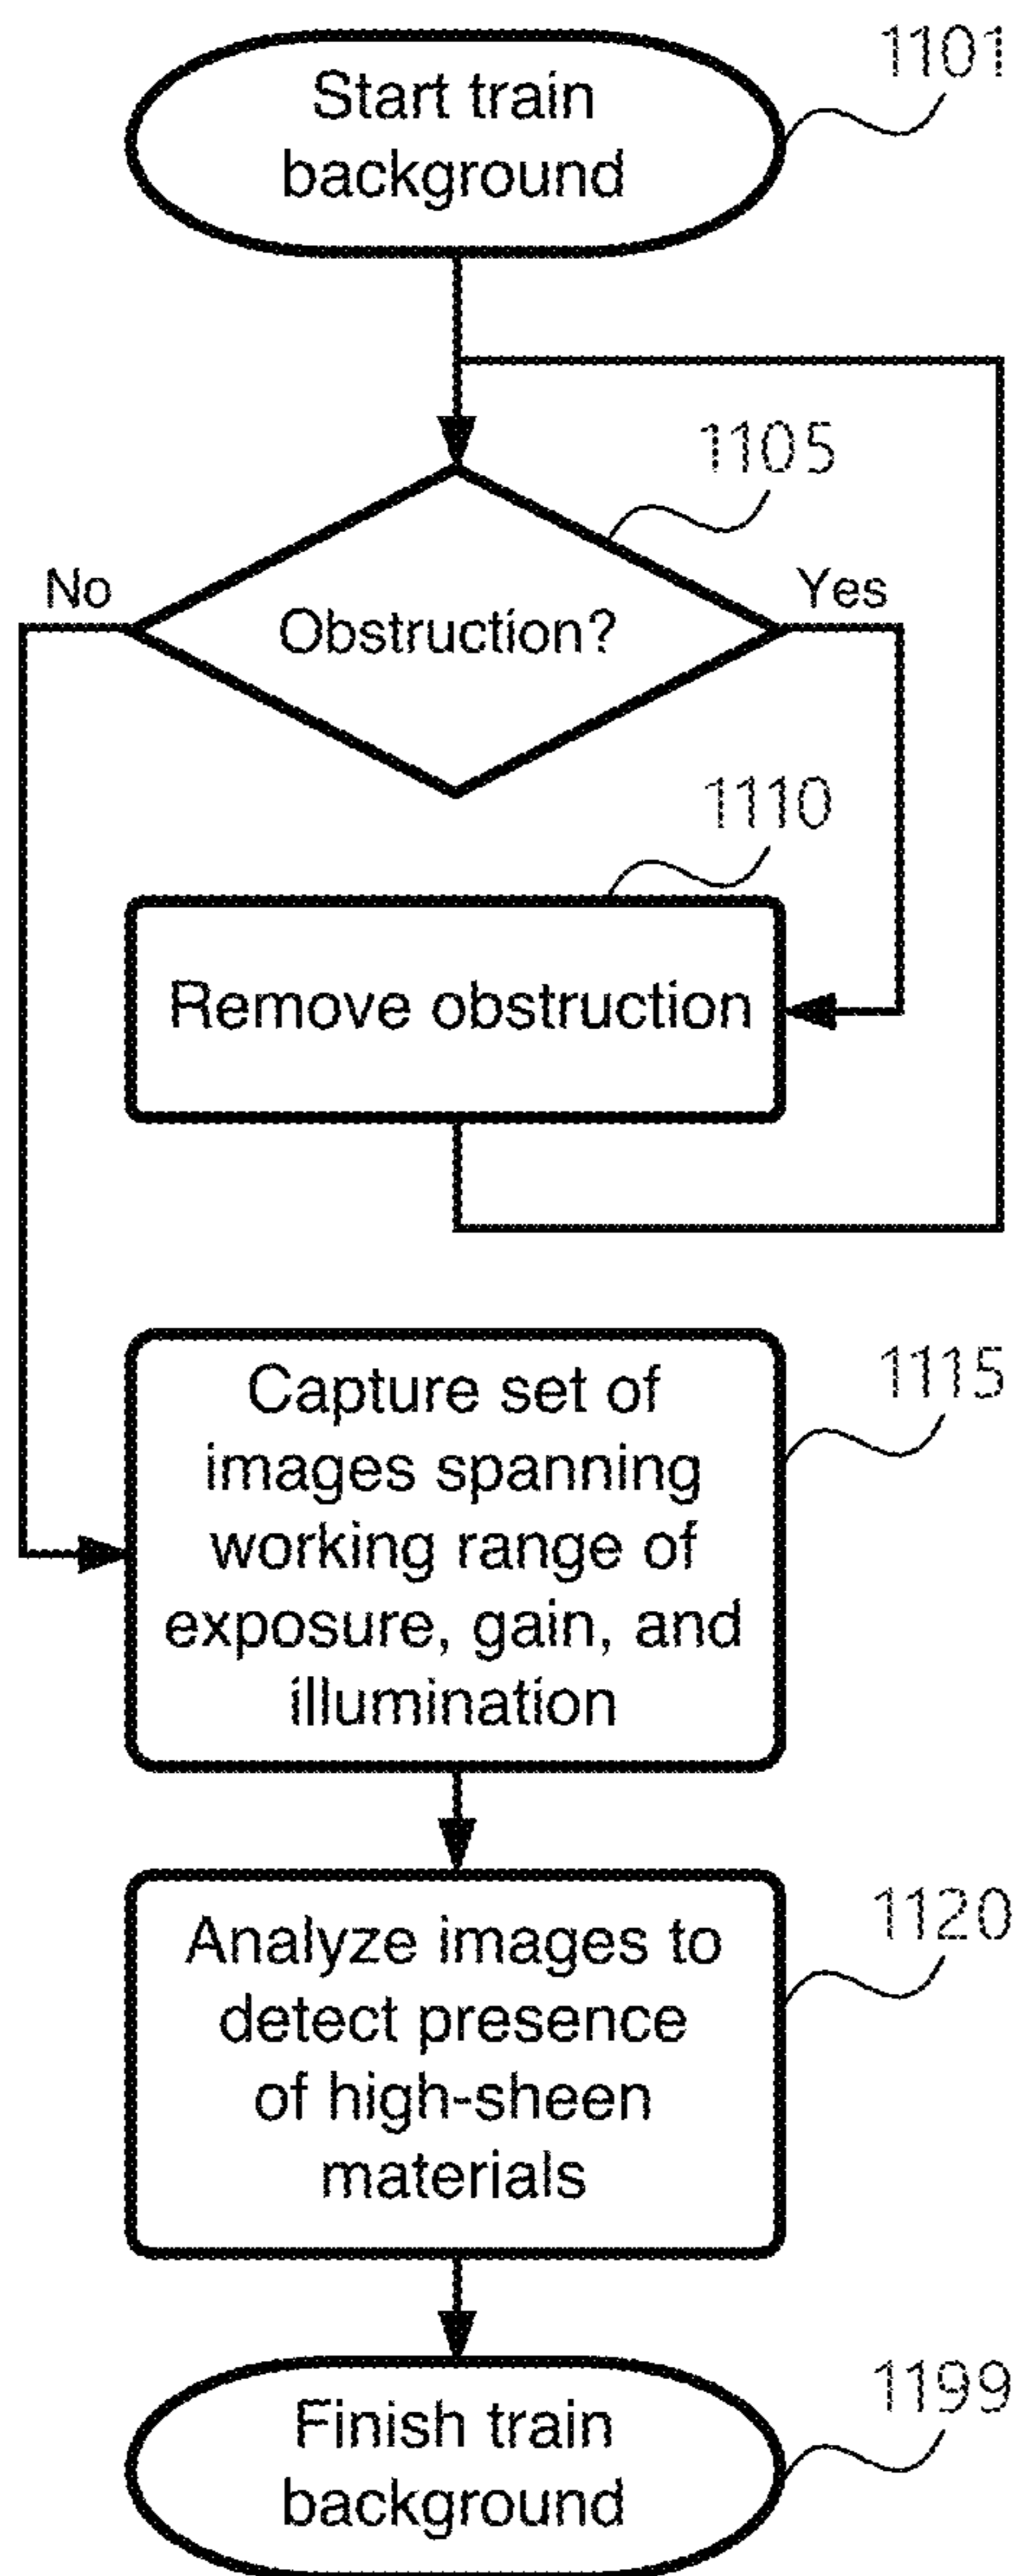 1101
Start train
background
1105
No
Yes
Obstruction?
1110
Remove obstruction
1115
Capture set of
images spanning
working range of
exposure, gain, and
illumination
1120
Analyze images to
detect presence
of high-sheen
materials
1199
Finish train
background